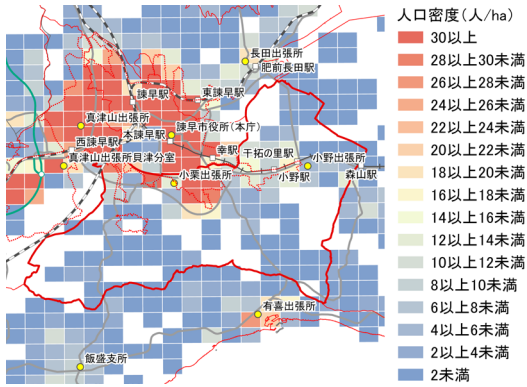 人口密度(人/ha)
30以上
28以上30未満
26以上28未満
24以上26未満
22以上24未満
20以上22未満
18以上20未満
16以上18未満
14以上16未満
12以上14未満
10以上12未満
8以上10未満
6以上8未満
4以上6未満
2以上4未満
2未満
長田出張所
肥前長田駅
諫早駅
東諫早駅
真津山出張所
諫早市役所(本庁)
本諫早駅
西諫早駅
幸駅
干拓の里駅
小野出張所
真津山出張所貝津分室
小栗出張所
小野駅
森山駅
有喜出張所
飯盛支所